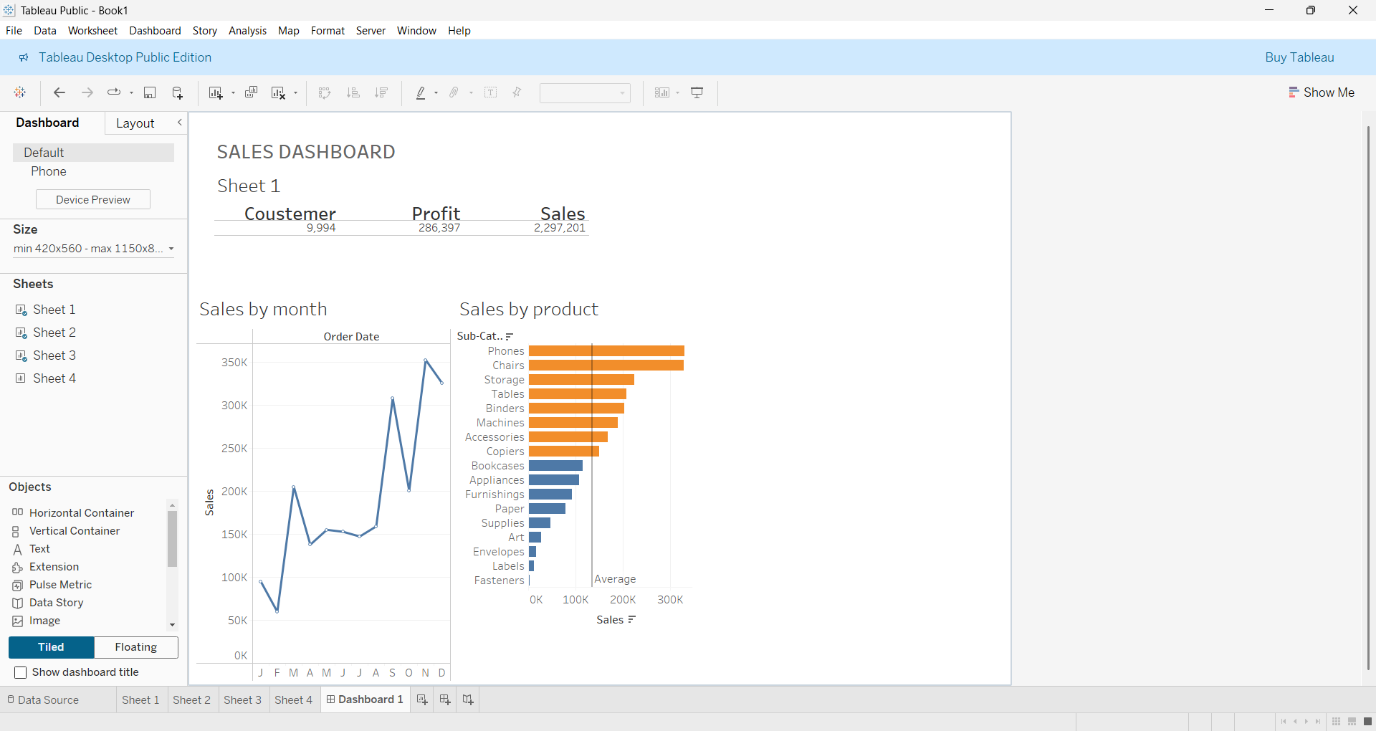 Tableau Public - Book1
File Data Worksheet Dashboard Story Analysis Map Format Server Window Help
Tableau Desktop Public Edition
Buy Tableau
Show Me
Dashboard Layout
Default
Phone
Device Preview
Size
min 420x560 - max 1150x8...
Sheets
Sheet 1
Sheet 2
Sheet 3
Sheet 4
Objects
Horizontal Container
Vertical Container
Text
Extension
Pulse Metric
Data Story
Image
Tiled Floating
Show dashboard title
SALES DASHBOARD
Sheet 1
Coustemer Profit Sales
9,994 286,397 2,297,201
Sales by month
Order Date
Sales
350K
300K
250K
200K
150K
100K
50K
0K
J F M A M J J A S O N D
Sales by product
Sub-Cat..
Phones
Chairs
Storage
Tables
Binders
Machines
Accessories
Copiers
Bookcases
Appliances
Furnishings
Paper
Supplies
Art
Envelopes
Labels
Fasteners
Average
0K 100K 200K 300K
Sales
Data Source Sheet 1 Sheet 2 Sheet 3 Sheet 4 Dashboard 1